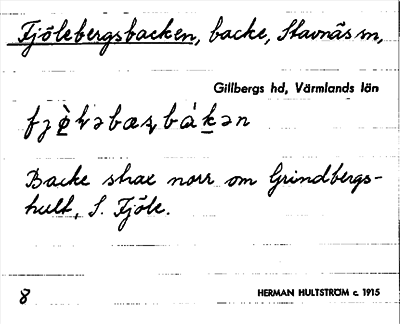 Fjölebergsbacken, backe, Stavnäs sn,
Gillbergs hd, Värmlands län
Backe strax norr om Grindbergs-
hult, S. Fjöle.
8
HERMAN HULTSTRÖM c. 1915